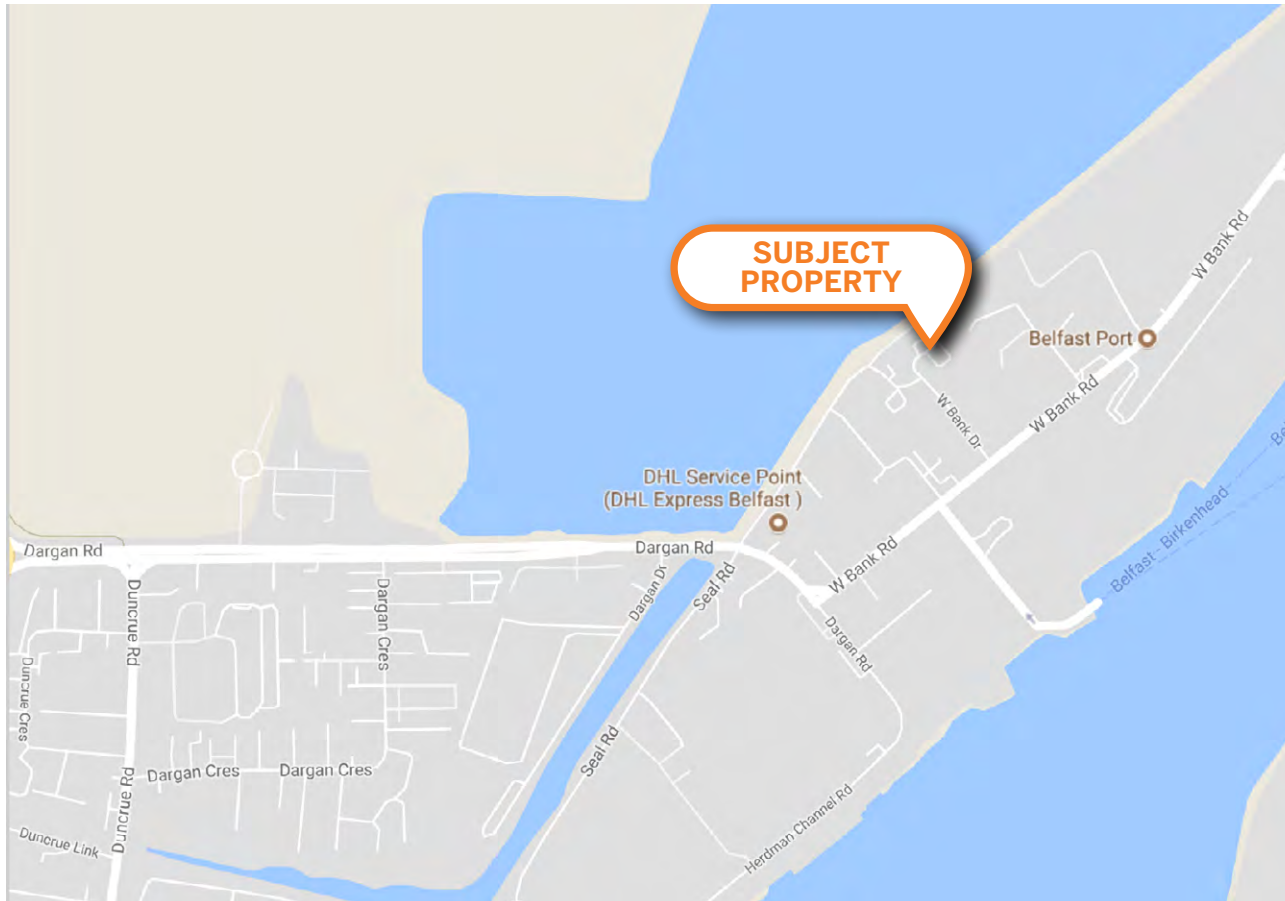 SUBJECT
PROPERTY
W Bank Rd
Belfast Port
W Bank Rd
W Bank Dr
DHL Service Point
(DHL Express Belfast )
Belfast - Birkenhead
Be
Dargan Rd
Dargan Rd
W Bank Rd
Dargan Dr
Seal Rd
Duncrue Rd
Dargan Cres
Dargan Rd
Duncrue Cres
Seal Rd
Dargan Cres
Dargan Cres
Duncrue Rd
Herdman Channel Rd
Duncrue Link